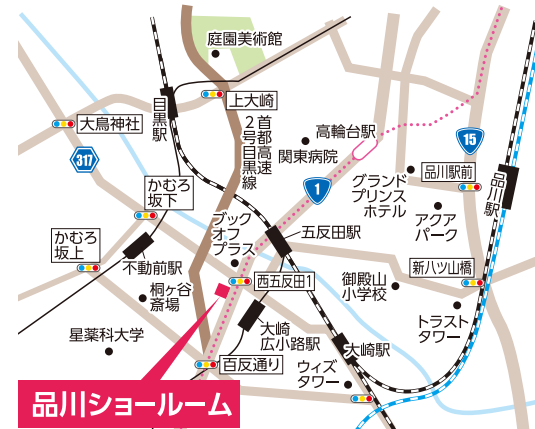 庭園美術館
目黒駅
上大崎
大鳥神社
首都高速
2号目黒線
高輪台駅
関東病院
15
317
1
品川駅前
品川駅
グランド
プリンス
ホテル
アクア
パーク
かむろ
坂下
ブック
オフ
プラス
五反田駅
かむろ
坂上
不動前駅
西五反田1
御殿山
小学校
新八ツ山橋
桐ヶ谷
斎場
トラスト
タワー
星薬科大学
大崎
広小路駅
大崎駅
百反通り
ウィズ
タワー
品川ショールーム